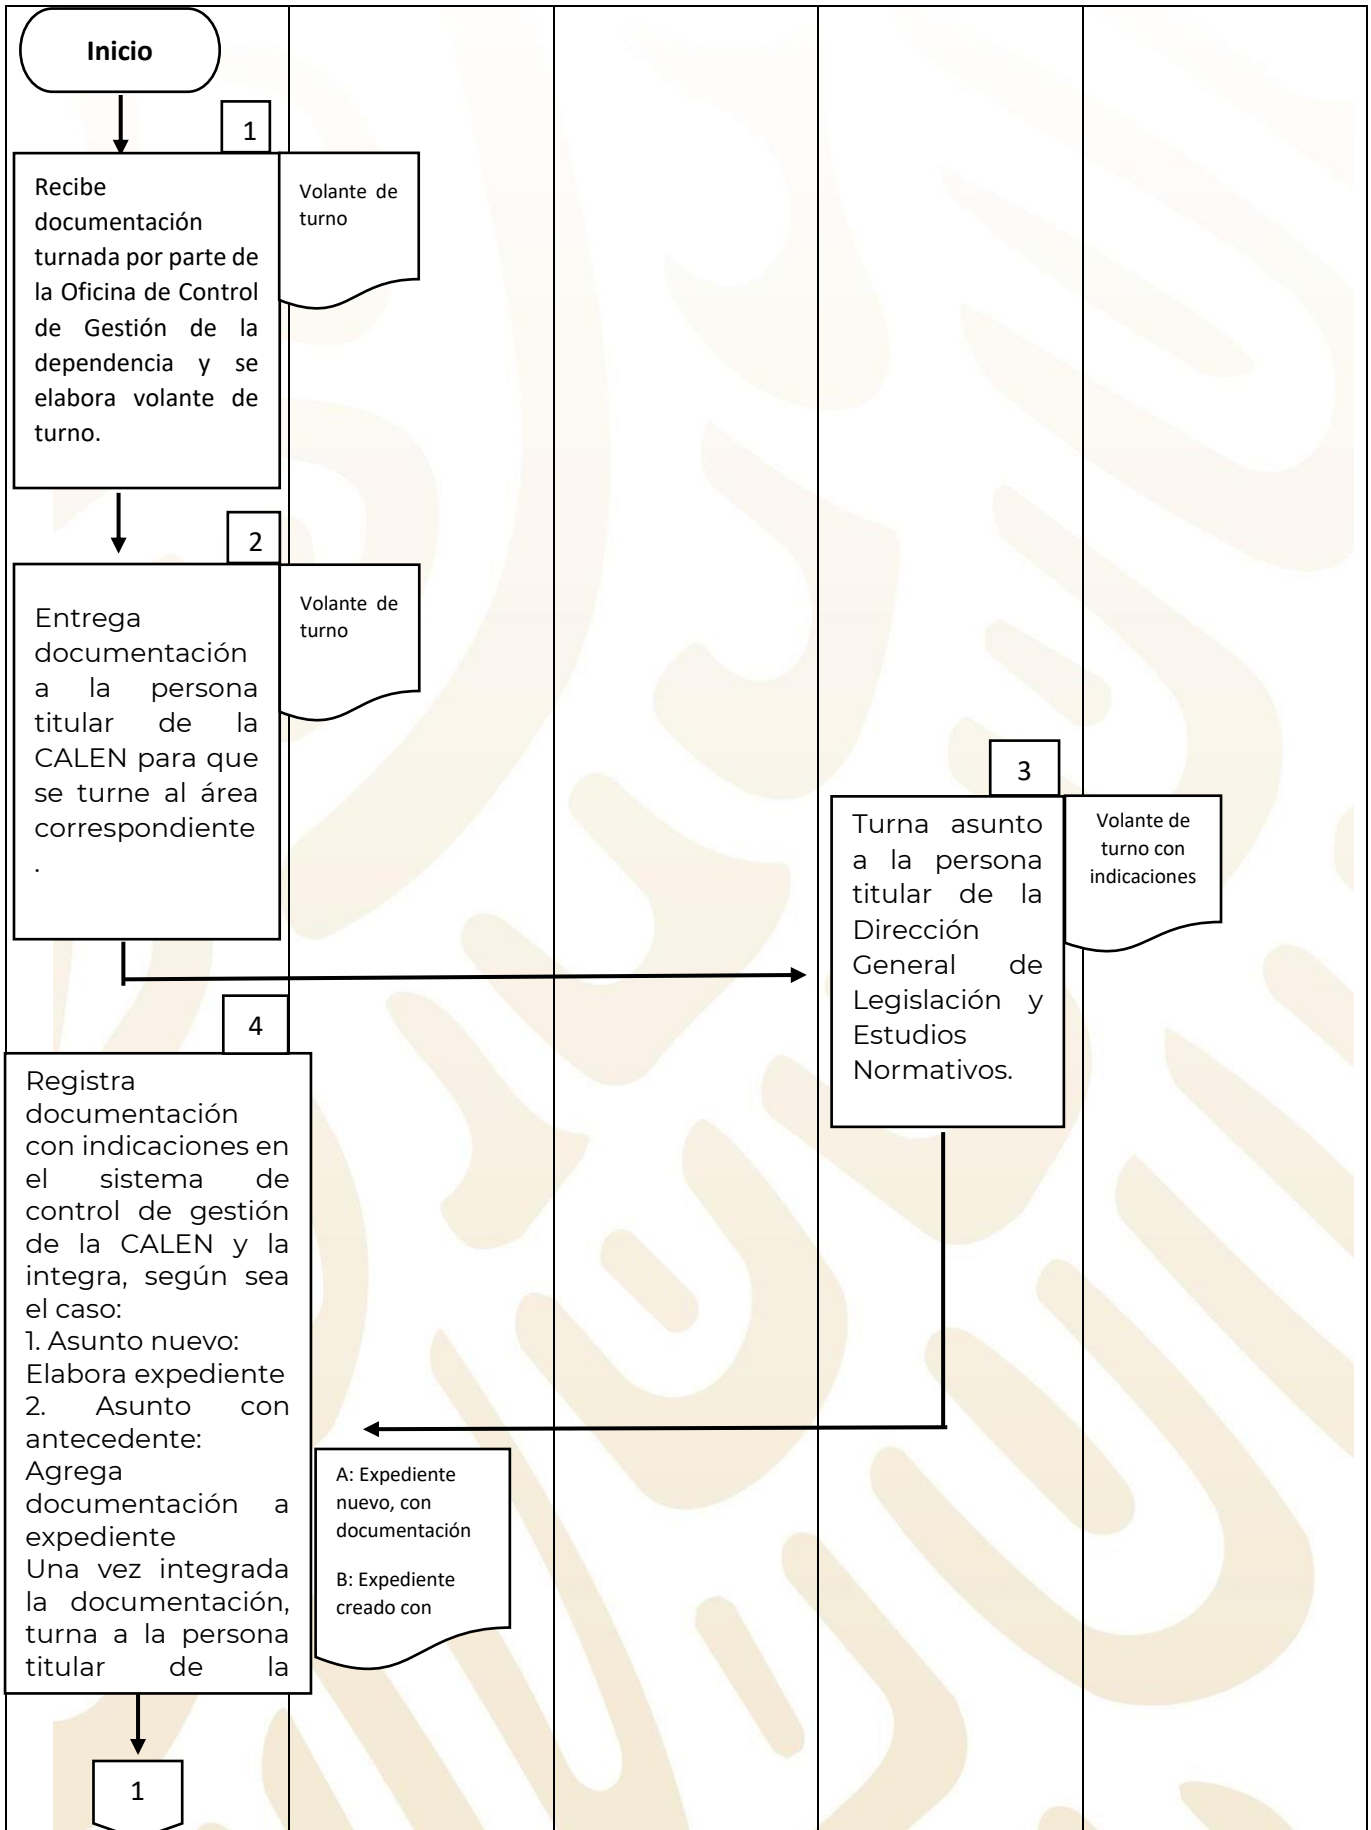 Inicio
1
Recibe
documentación
turnada por parte de
la Oficina de Control
de Gestión de la
dependencia y se
elabora volante de
turno.
Volante de
turno
2
Entrega
documentación
a la persona
titular de la
CALEN para que
se turne al área
correspondiente
.
Volante de
turno
3
Turna asunto
a la persona
titular de la
Dirección
General de
Legislación y
Estudios
Normativos.
Volante de
turno con
indicaciones
4
Registra
documentación
con indicaciones en
el sistema de
control de gestión
de la CALEN y la
integra, según sea
el caso:
1. Asunto nuevo:
Elabora expediente
2. Asunto con
antecedente:
Agrega
documentación a
expediente
Una vez integrada
la documentación,
turna a la persona
titular de la
A: Expediente
nuevo, con
documentación
B: Expediente
creado con
1